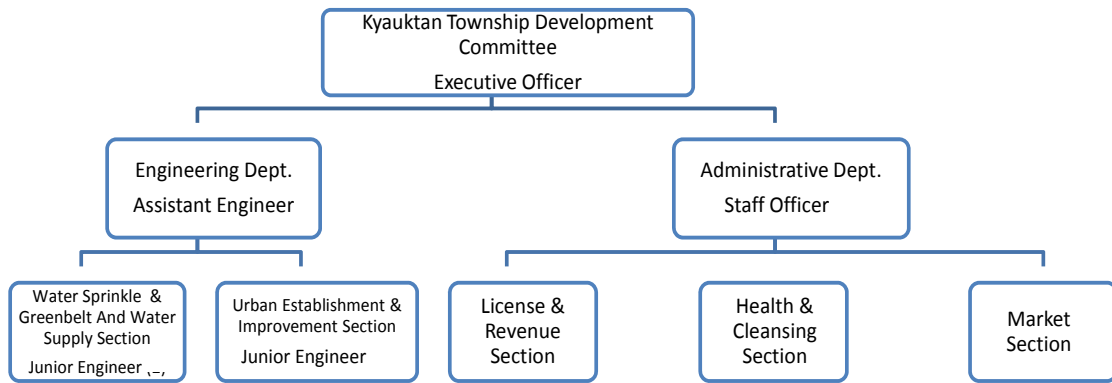 Kyauktan Township Development
Committee
Executive Officer
Engineering Dept.
Assistant Engineer
Administrative Dept.
Staff Officer
Water Sprinkle &
Greenbelt And Water
Supply Section
Junior Engineer
Urban Establishment &
Improvement Section
Junior Engineer
License &
Revenue
Section
Health &
Cleansing
Section
Market
Section